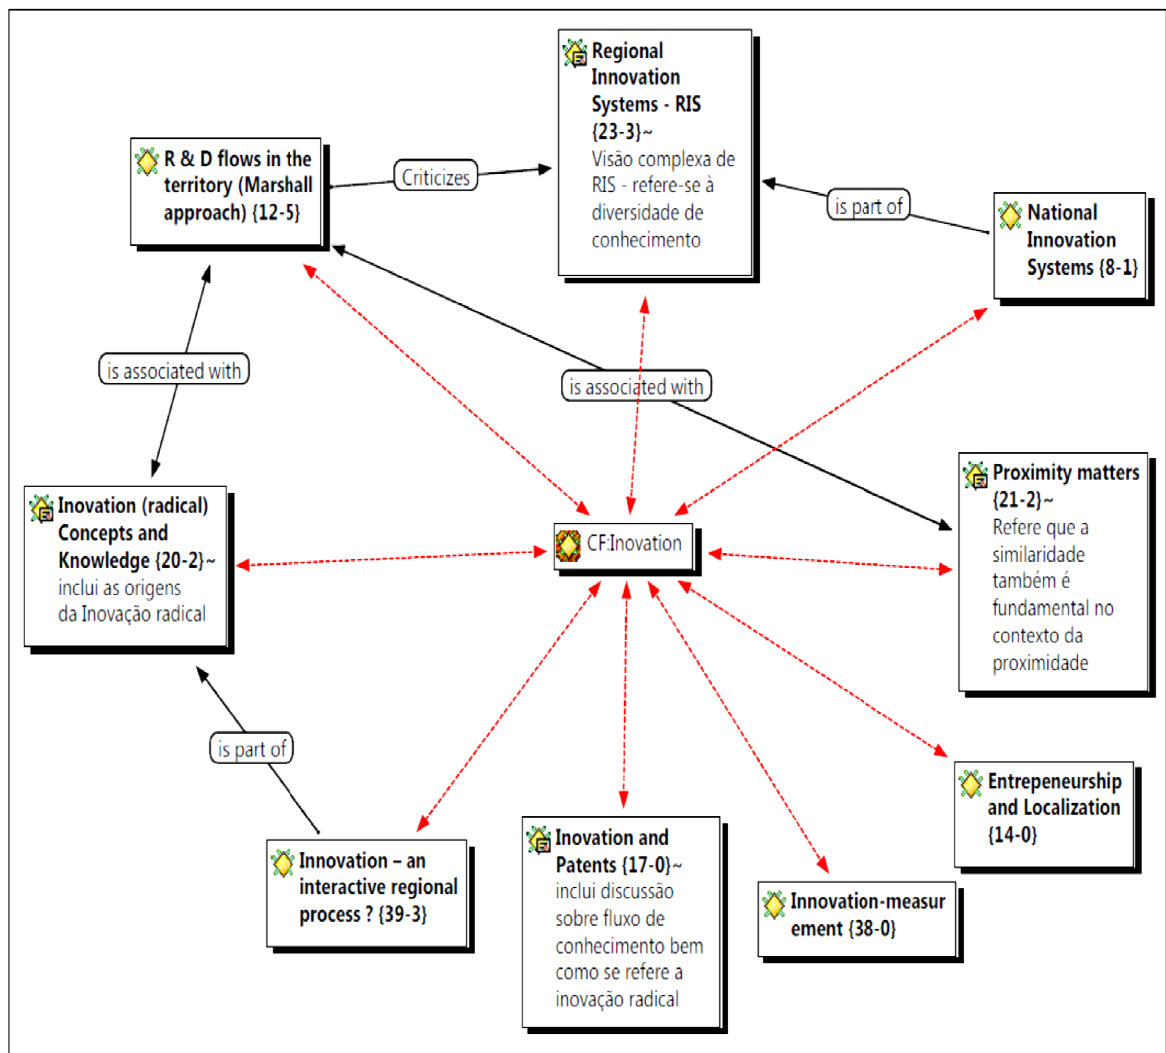 Regional
Innovation
Systems - RIS
{23-3}~
Visão complexa de
RIS - refere-se à
diversidade de
conhecimento
R & D flows in the
territory (Marshall
approach) {12-5}
Criticizes
is part of
National
Innovation
Systems {8-1}
is associated with
is associated with
Proximity matters
{21-2}~
Refere que a
similaridade
também é
fundamental no
contexto da
proximidade
Inovation (radical)
Concepts and
Knowledge {20-2}~
inclui as origens
da Inovação radical
CF:Inovation
is part of
Entrepeneurship
and Localization
{14-0}
Innovation – an
interactive regional
process ? {39-3}
Inovation and
Patents {17-0}~
inclui discussão
sobre fluxo de
conhecimento bem
como se refere a
inovação radical
Innovation-measur
ement {38-0}